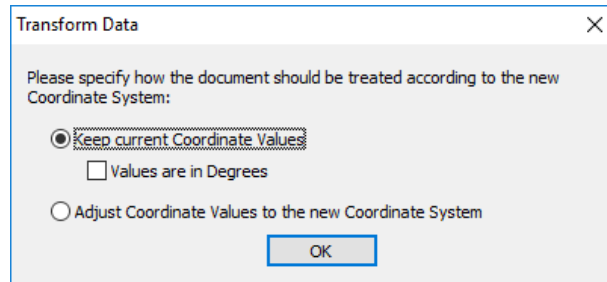 Transform Data
Please specify how the document should be treated according to the new
Coordinate System:
Keep current Coordinate Values
Values are in Degrees
Adjust Coordinate Values to the new Coordinate System
OK